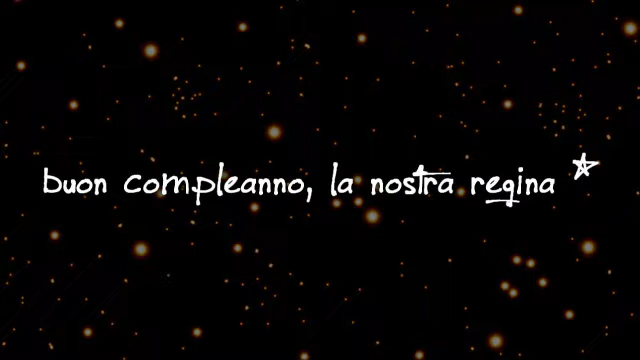 buon compleanno, la nostra regina ☆